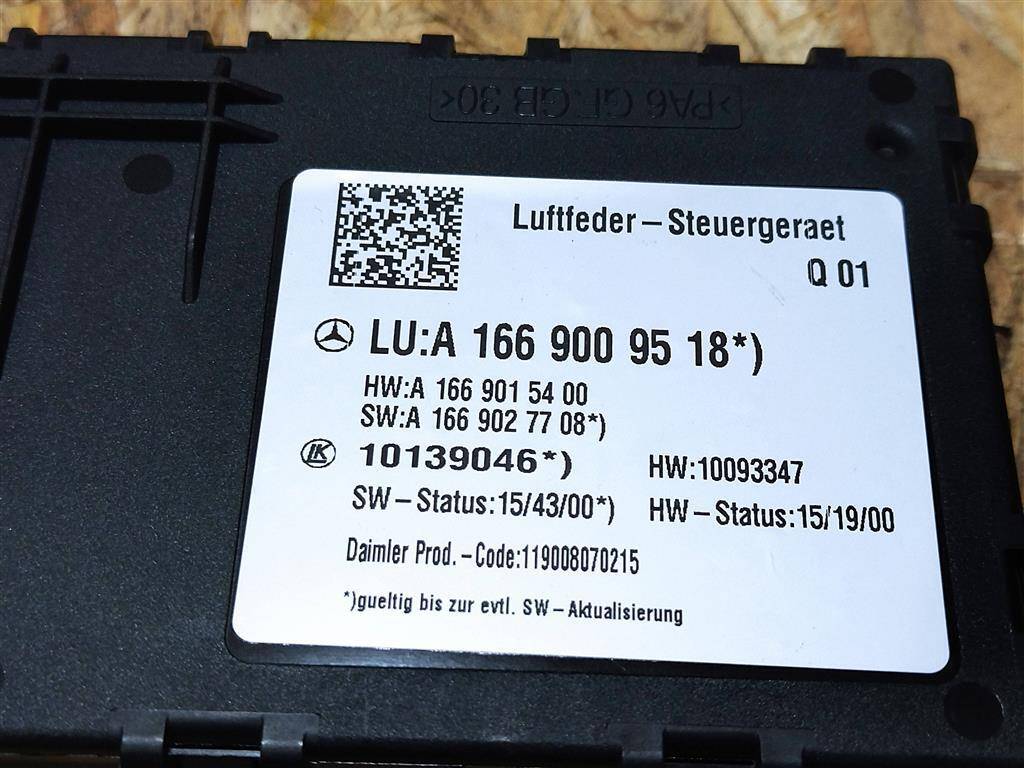 >PA6 GF.GB 30<
Luftfeder-Steuergeraet
Q 01
LU:A 166 900 95 18*)
HW:A 166 901 54 00
SW:A 166 902 77 08*)
LK 10139046*) HW:10093347
SW-Status:15/43/00*) HW-Status:15/19/00
Daimler Prod.-Code:119008070215
*)gueltig bis zur evtl. SW-Aktualisierung